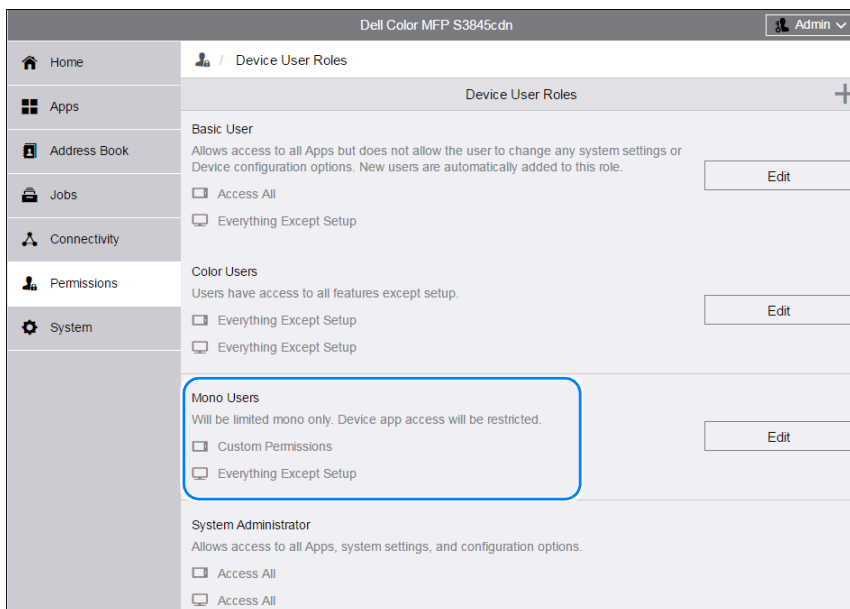 Dell Color MFP S3845cdn
Admin
Home
Apps
Address Book
Jobs
Connectivity
Permissions
System
/ Device User Roles
Device User Roles
Basic User
Allows access to all Apps but does not allow the user to change any system settings or
Device configuration options. New users are automatically added to this role.
Access All
Everything Except Setup
Edit
Color Users
Users have access to all features except setup.
Everything Except Setup
Everything Except Setup
Edit
Mono Users
Will be limited mono only. Device app access will be restricted.
Custom Permissions
Everything Except Setup
Edit
System Administrator
Allows access to all Apps, system settings, and configuration options.
Access All
Access All